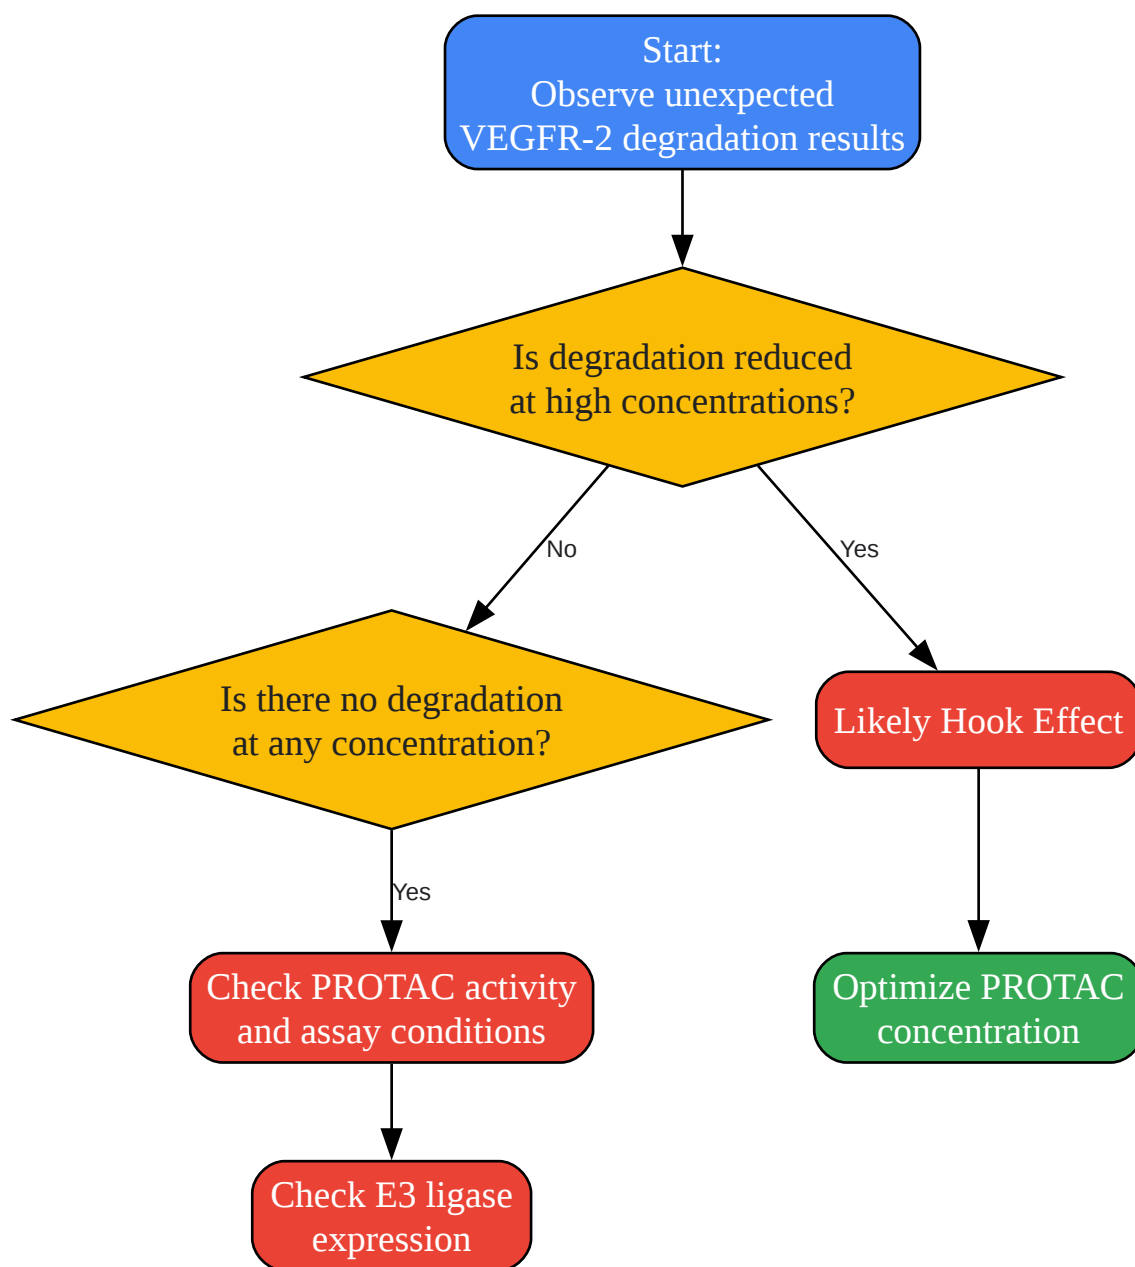 Start:
Observe unexpected
VEGFR-2 degradation results
Is degradation reduced
at high concentrations?
No
Yes
Is there no degradation
at any concentration?
Likely Hook Effect
Yes
Check PROTAC activity
and assay conditions
Optimize PROTAC
concentration
Check E3 ligase
expression